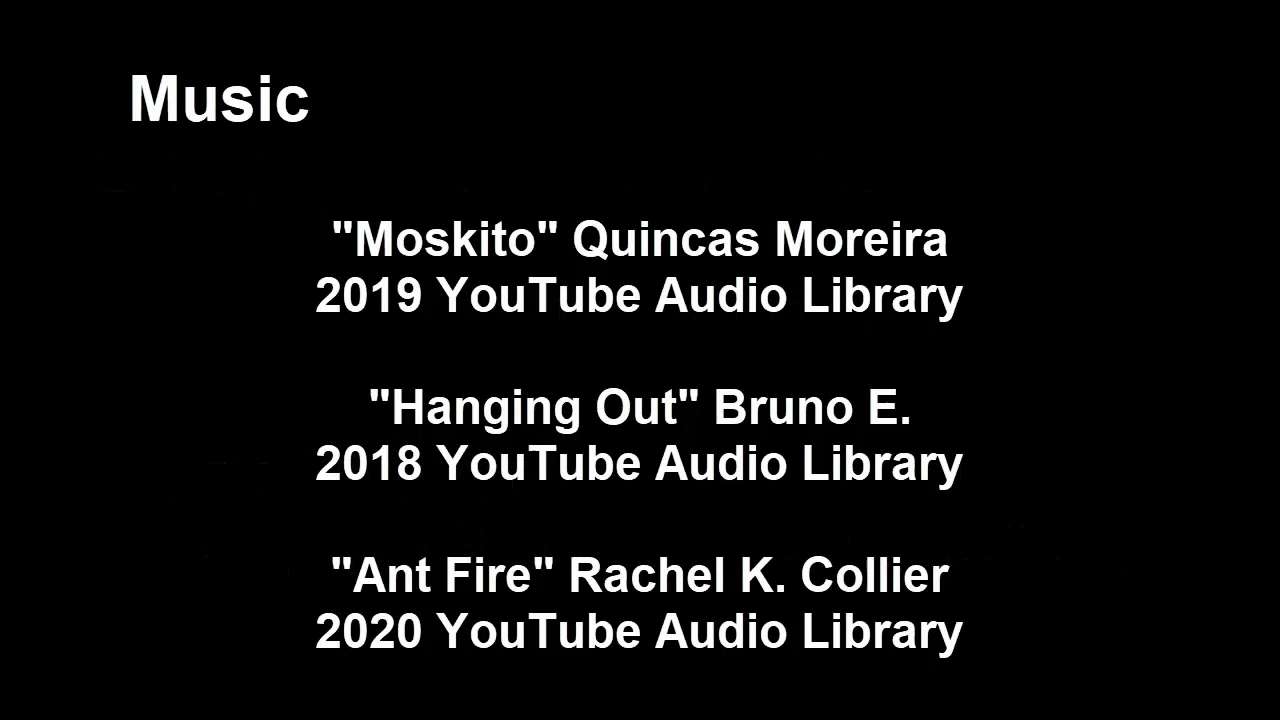 Music
"Moskito" Quincas Moreira
2019 YouTube Audio Library
"Hanging Out" Bruno E.
2018 YouTube Audio Library
"Ant Fire" Rachel K. Collier
2020 YouTube Audio Library